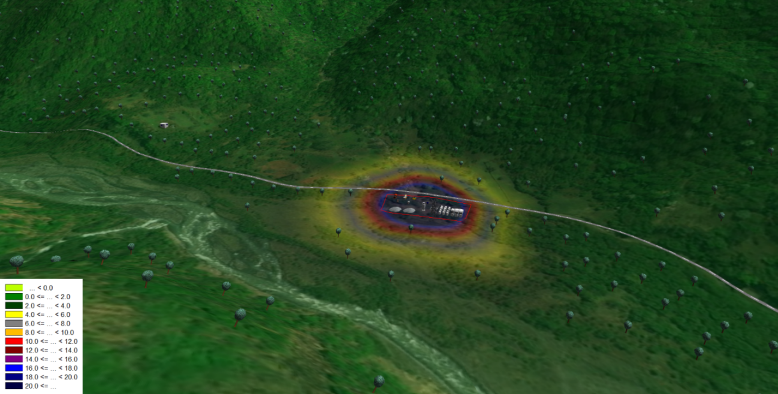 ... < 0.0
0.0 <= ... < 2.0
2.0 <= ... < 4.0
4.0 <= ... < 6.0
6.0 <= ... < 8.0
8.0 <= ... < 10.0
10.0 <= ... < 12.0
12.0 <= ... < 14.0
14.0 <= ... < 16.0
16.0 <= ... < 18.0
18.0 <= ... < 20.0
20.0 <= ...